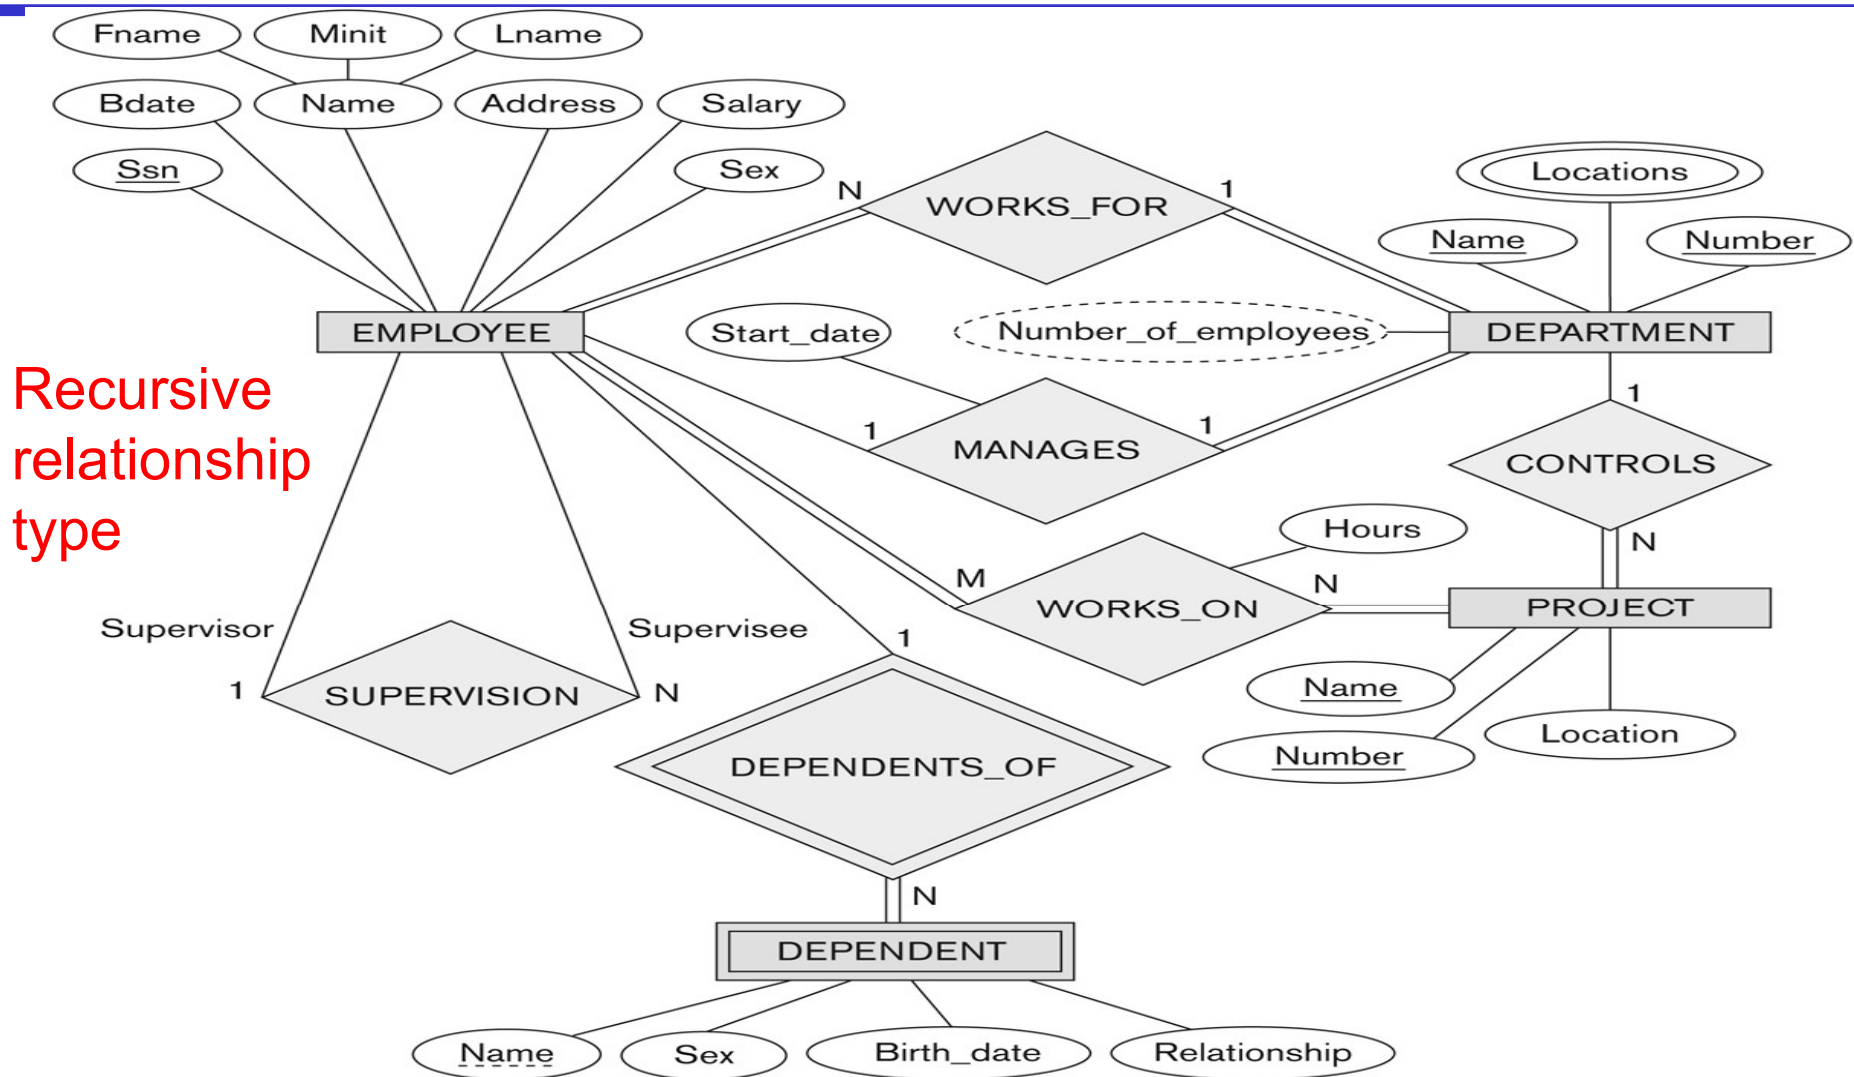 Fname
Minit
Lname
Bdate
Name
Address
Salary
Ssn
Sex
N
WORKS_FOR
1
Locations
Name
Number
EMPLOYEE
Start_date
Number_of_employees
DEPARTMENT
Recursive
relationship
type
1
MANAGES
1
1
CONTROLS
N
Hours
M
WORKS_ON
N
PROJECT
Supervisor
Supervisee
1
SUPERVISION
N
1
Name
Number
Location
DEPENDENTS_OF
N
DEPENDENT
Name
Sex
Birth_date
Relationship